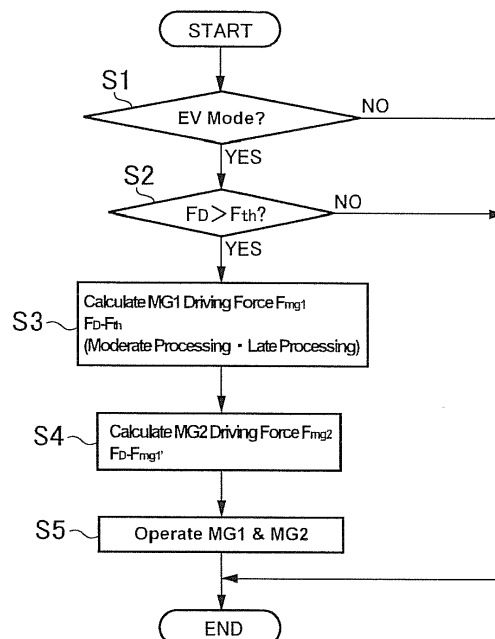 START
S1
EV Mode?
NO
YES
S2
FD>Fth?
NO
YES
S3
Calculate MG1 Driving Force Fmg1
FD-Fth
(Moderate Processing・Late Processing)
S4
Calculate MG2 Driving Force Fmg2
FD-Fmg1'
S5
Operate MG1 & MG2
END